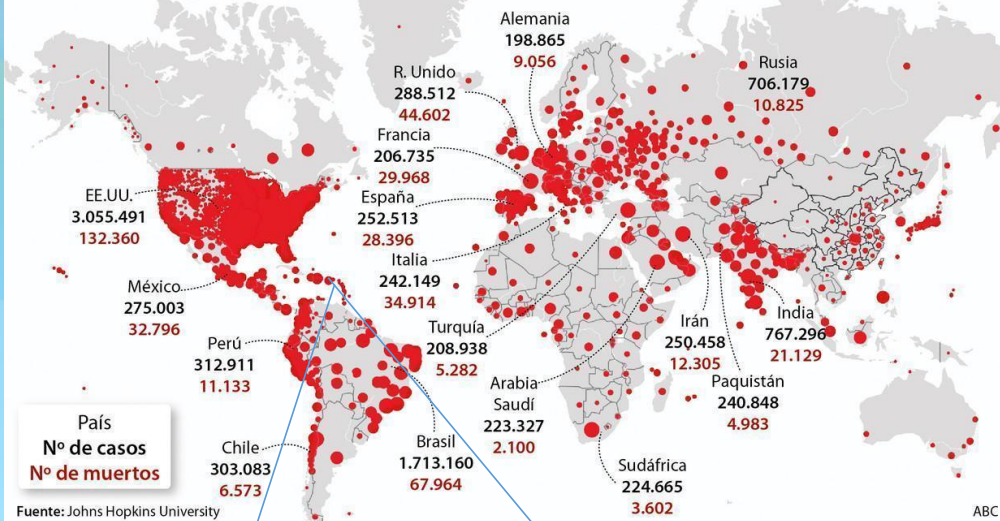 Alemania
198.865
9.056
R. Unido
288.512
44.602
Rusia
706.179
10.825
Francia
206.735
29.968
EE.UU.
3.055.491
132.360
España
252.513
28.396
Italia
242.149
34.914
México
275.003
32.796
Turquía
208.938
5.282
Irán
250.458
12.305
India
767.296
21.129
Perú
312.911
11.133
Arabia
Saudí
223.327
2.100
Paquistán
240.848
4.983
Chile
303.083
6.573
Brasil
1.713.160
67.964
Sudáfrica
224.665
3.602
País
Nº de casos
Nº de muertos
Fuente: Johns Hopkins University
ABC